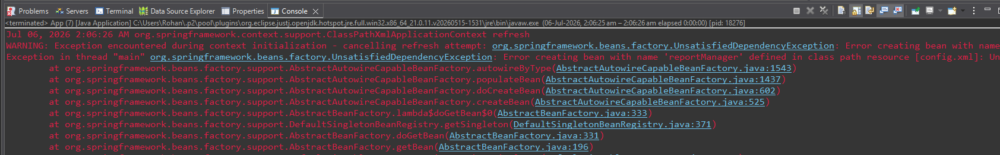 Problems Servers Terminal Data Source Explorer Properties Console
<terminated> App (7) [Java Application] C:\Users\Rohan\.p2\pool\plugins\org.eclipse.justj.openjdk.hotspot.jre.full.win32.x86_64_21.0.11.v20260515-1531\jre\bin\javaw.exe (06-Jul-2026, 2:06:25 am – 2:06:26 am elapsed 0:00:00) [pid: 18276]
Jul 06, 2026 2:06:26 AM org.springframework.context.support.ClassPathXmlApplicationContext refresh
WARNING: Exception encountered during context initialization - cancelling refresh attempt: org.springframework.beans.factory.UnsatisfiedDependencyException: Error creating bean with name
Exception in thread "main" org.springframework.beans.factory.UnsatisfiedDependencyException: Error creating bean with name 'reportManager' defined in class path resource [config.xml]: Un
at org.springframework.beans.factory.support.AbstractAutowireCapableBeanFactory.autowireByType(AbstractAutowireCapableBeanFactory.java:1543)
at org.springframework.beans.factory.support.AbstractAutowireCapableBeanFactory.populateBean(AbstractAutowireCapableBeanFactory.java:1437)
at org.springframework.beans.factory.support.AbstractAutowireCapableBeanFactory.doCreateBean(AbstractAutowireCapableBeanFactory.java:602)
at org.springframework.beans.factory.support.AbstractAutowireCapableBeanFactory.createBean(AbstractAutowireCapableBeanFactory.java:525)
at org.springframework.beans.factory.support.AbstractBeanFactory.lambda$doGetBean$0(AbstractBeanFactory.java:333)
at org.springframework.beans.factory.support.DefaultSingletonBeanRegistry.getSingleton(DefaultSingletonBeanRegistry.java:371)
at org.springframework.beans.factory.support.AbstractBeanFactory.doGetBean(AbstractBeanFactory.java:331)
at org.springframework.beans.factory.support.AbstractBeanFactory.getBean(AbstractBeanFactory.java:196)